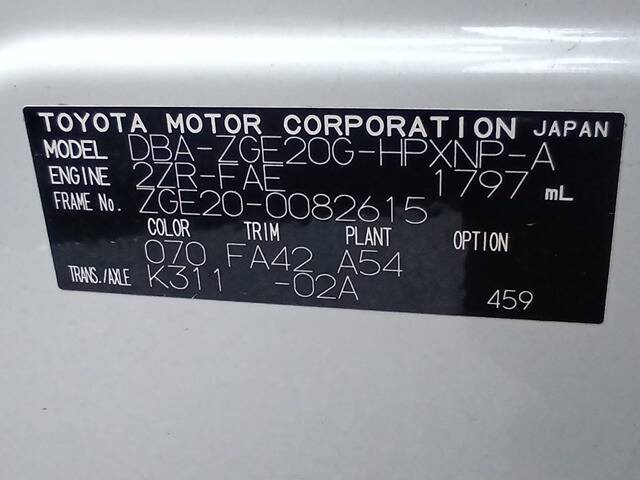 TOYOTA MOTOR CORPORATION JAPAN
MODEL DBA-ZGE20G-HPXNP-A
ENGINE 2ZR-FAE 1797 mL
FRAME No. ZGE20-0082615
COLOR TRIM PLANT OPTION
070 FA42 A54
TRANS./AXLE K311 -02A
459